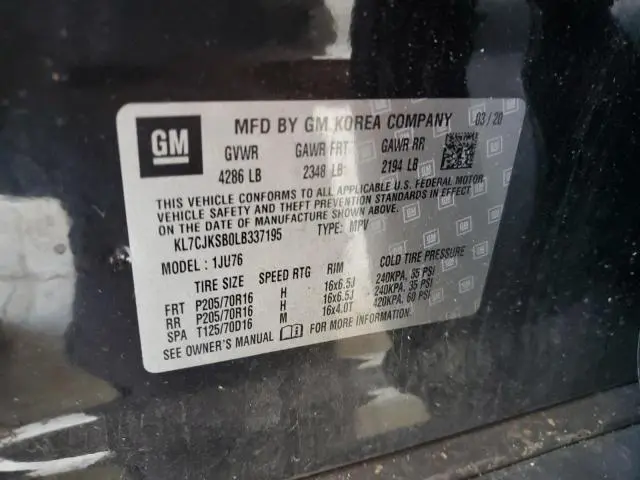 GM MFD BY GM KOREA COMPANY 03/20
GVWR GAWR FRT GAWR RR
4286 LB 2348 LB 2194 LB
THIS VEHICLE CONFORMS TO ALL APPLICABLE U.S. FEDERAL MOTOR
VEHICLE SAFETY AND THEFT PREVENTION STANDARDS IN EFFECT
ON THE DATE OF MANUFACTURE SHOWN ABOVE.
KL7CJKSB0LB337195 TYPE: MPV
MODEL : 1JU76
TIRE SIZE SPEED RTG RIM COLD TIRE PRESSURE
FRT P205/70R16 H 16x6.5J 240KPA, 35 PSI
RR P205/70R16 H 16x6.5J 240KPA, 35 PSI
SPA T125/70D16 M 16x4.0T 420KPA, 60 PSI
SEE OWNER'S MANUAL FOR MORE INFORMATION.